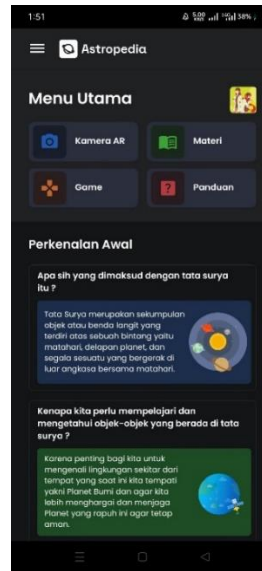 1:51
38%
Astropedia
Menu Utama
Kamera AR
Materi
Game
Panduan
Perkenalan Awal
Apa sih yang dimaksud dengan tata surya
itu ?
Tata Surya merupakan sekumpulan
objek atau benda langit yang
terdiri atas sebuah bintang yaitu
matahari, delapan planet, dan
segala sesuatu yang bergerak di
luar angkasa bersama matahari.
Kenapa kita perlu mempelajari dan
mengetahui objek-objek yang berada di tata
surya ?
Karena penting bagi kita untuk
mengenali lingkungan sekitar dari
tempat yang saat ini kita tempati
yakni Planet Bumi dan agar kita
lebih menghargai dan menjaga
Planet yang rapuh ini agar tetap
aman.